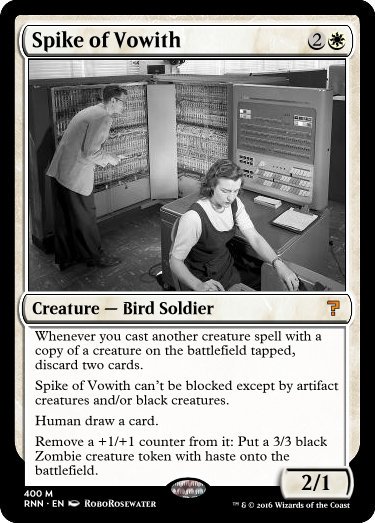 Spike of Vowith 2
Creature — Bird Soldier ?
Whenever you cast another creature spell with a
copy of a creature on the battlefield tapped,
discard two cards.
Spike of Vowith can't be blocked except by artifact
creatures and/or black creatures.
Human draw a card.
Remove a +1/+1 counter from it: Put a 3/3 black
Zombie creature token with haste onto the
battlefield.
2/1
400 M
RNN • EN RoboRosewater
™ & © 2016 Wizards of the Coast